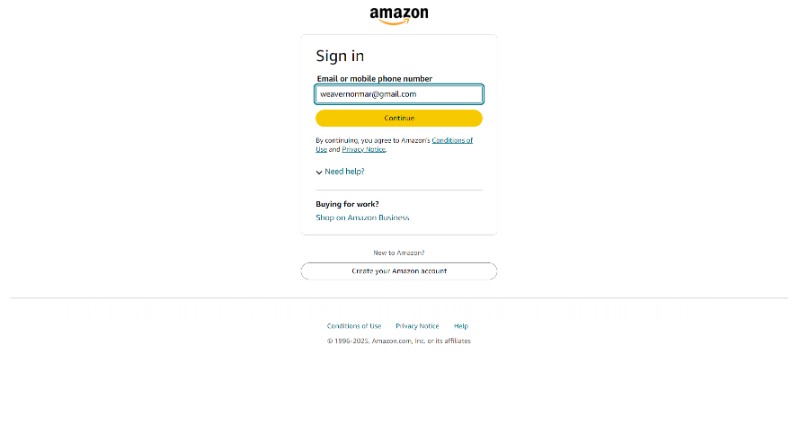 amazon
Sign in
Email or mobile phone number
weavernormar@gmail.com
Continue
By continuing, you agree to Amazon's Conditions of
Use and Privacy Notice.
Need help?
Buying for work?
Shop on Amazon Business
New to Amazon?
Create your Amazon account
Conditions of Use Privacy Notice Help
© 1996-2025, Amazon.com, Inc. or its affiliates